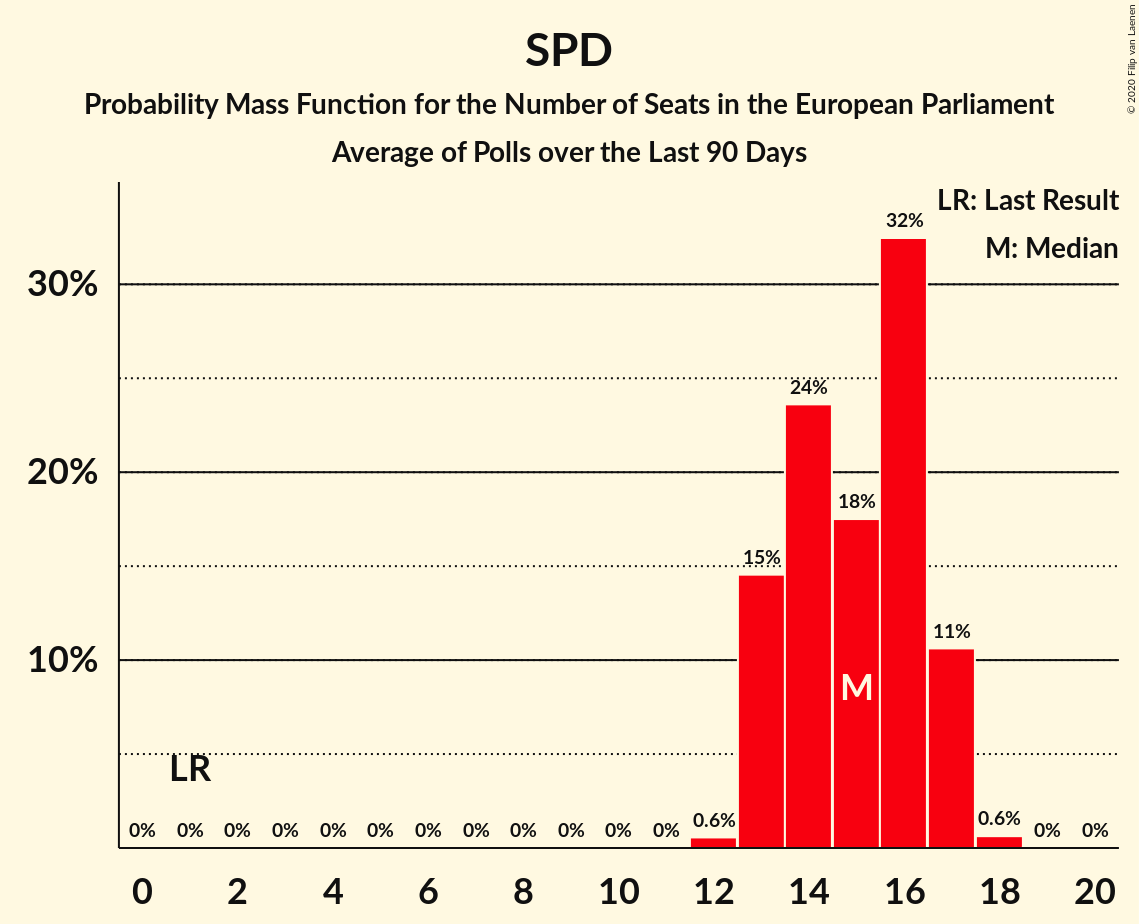 SPD
Probability Mass Function for the Number of Seats in the European Parliament
Average of Polls over the Last 90 Days
© 2020 Filip van Laenen
LR: Last Result
M: Median
32%
30%
24%
20%
18%
15%
11%
10%
M
LR
0% 0% 0% 0% 0% 0% 0% 0% 0% 0% 0% 0% 0.6% 0.6% 0% 0%
0 2 4 6 8 10 12 14 16 18 20